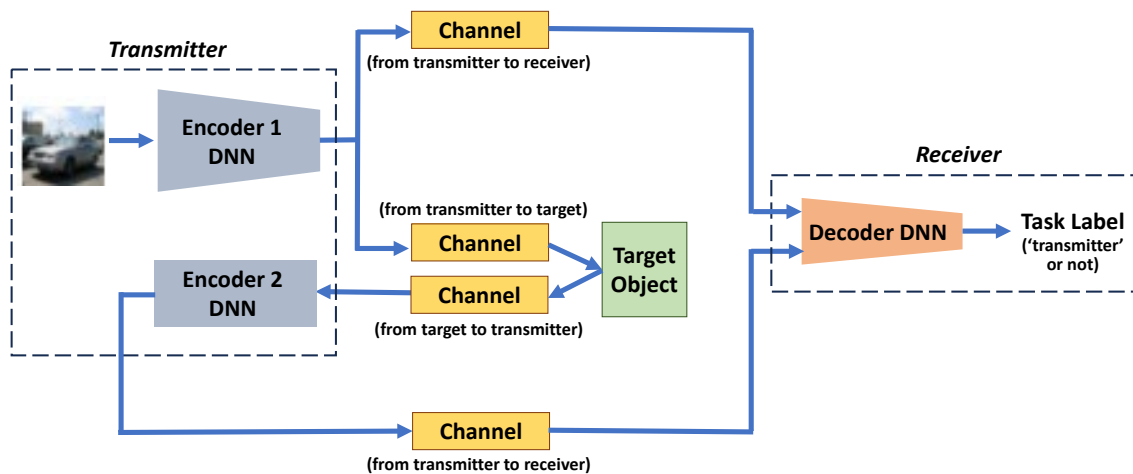 Transmitter
Encoder 1
DNN
Channel
(from transmitter to receiver)
(from transmitter to target)
Channel
Target
Object
Channel
(from target to transmitter)
Encoder 2
DNN
Channel
(from transmitter to receiver)
Receiver
Decoder DNN
Task Label
(‘transmitter’
or not)